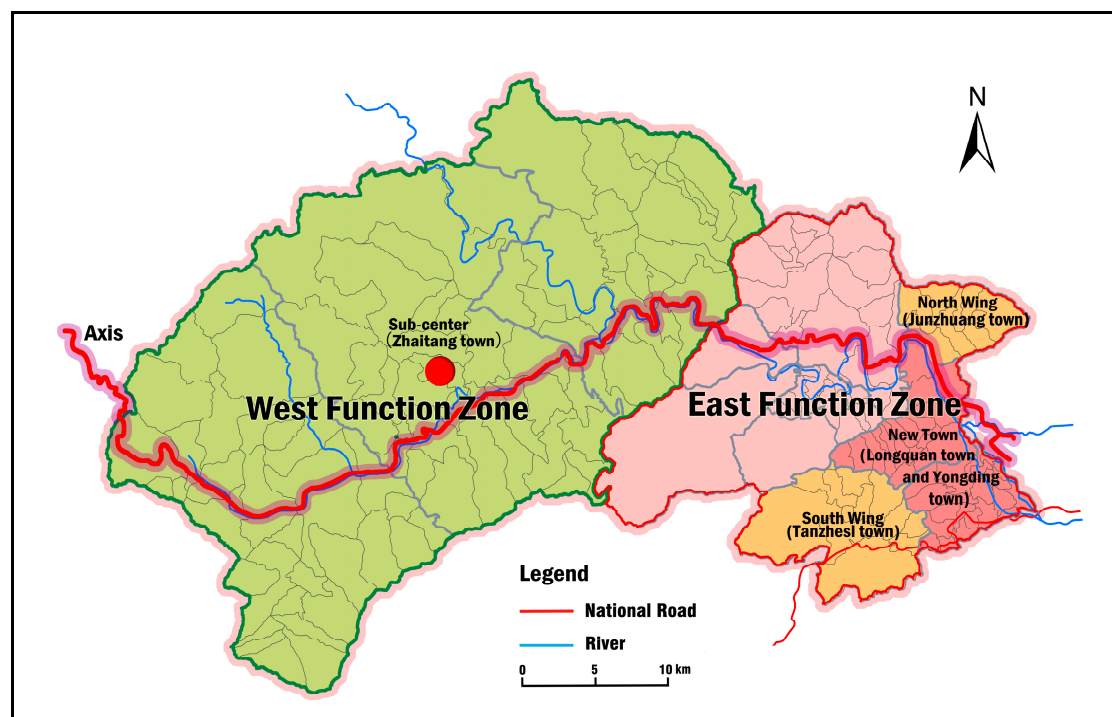 N
North Wing
(Junzhuang town)
Axis
Sub-center
(Zhaitang town)
West Function Zone
East Function Zone
New Town
(Longquan town
and Yongding
town)
South Wing
(Tanzhesl town)
Legend
National Road
River
0 5 10 km